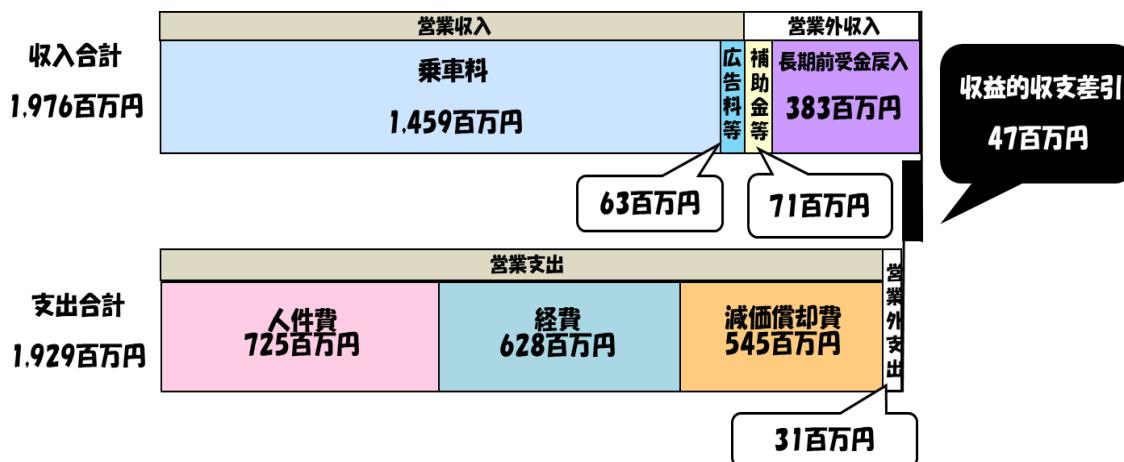 営業収入
営業外収入
収入合計
1,976百万円
乗車料
1,459百万円
広告料等
補助金等
長期前受金戻入
383百万円
収益的収支差引
47百万円
63百万円
71百万円
営業支出
営業外支出
支出合計
1,929百万円
人件費
725百万円
経費
628百万円
減価償却費
545百万円
31百万円